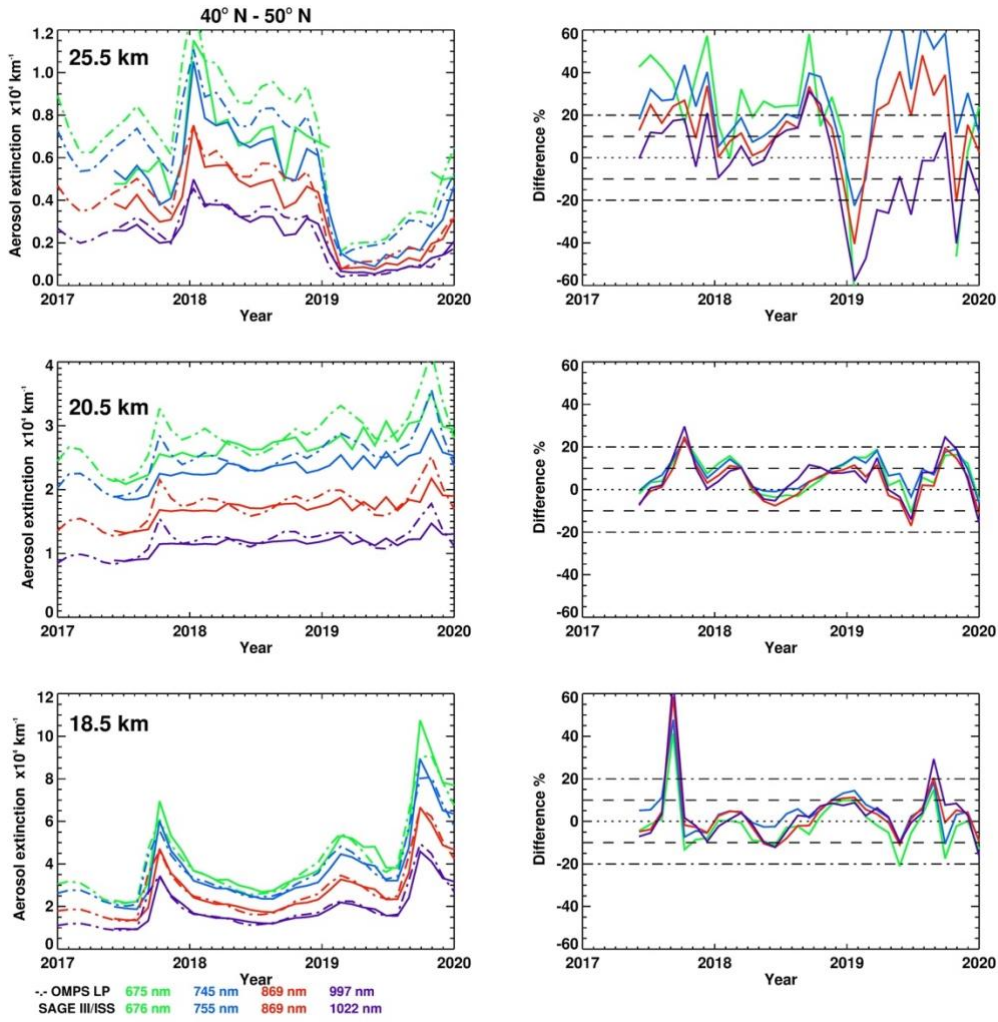 40° N - 50° N
25.5 km
Aerosol extinction x10⁴ km⁻¹
1.2
1.0
0.8
0.6
0.4
0.2
0.0
2017 2018 2019 2020
Year
Difference %
60
40
20
0
-20
-40
-60
2017 2018 2019 2020
Year
20.5 km
Aerosol extinction x10⁴ km⁻¹
4
3
2
1
0
2017 2018 2019 2020
Year
Difference %
60
40
20
0
-20
-40
-60
2017 2018 2019 2020
Year
18.5 km
Aerosol extinction x10⁴ km⁻¹
12
10
8
6
4
2
0
2017 2018 2019 2020
Year
Difference %
60
40
20
0
-20
-40
-60
2017 2018 2019 2020
Year
-.- OMPS LP 675 nm 745 nm 869 nm 997 nm
SAGE III/ISS 676 nm 755 nm 869 nm 1022 nm